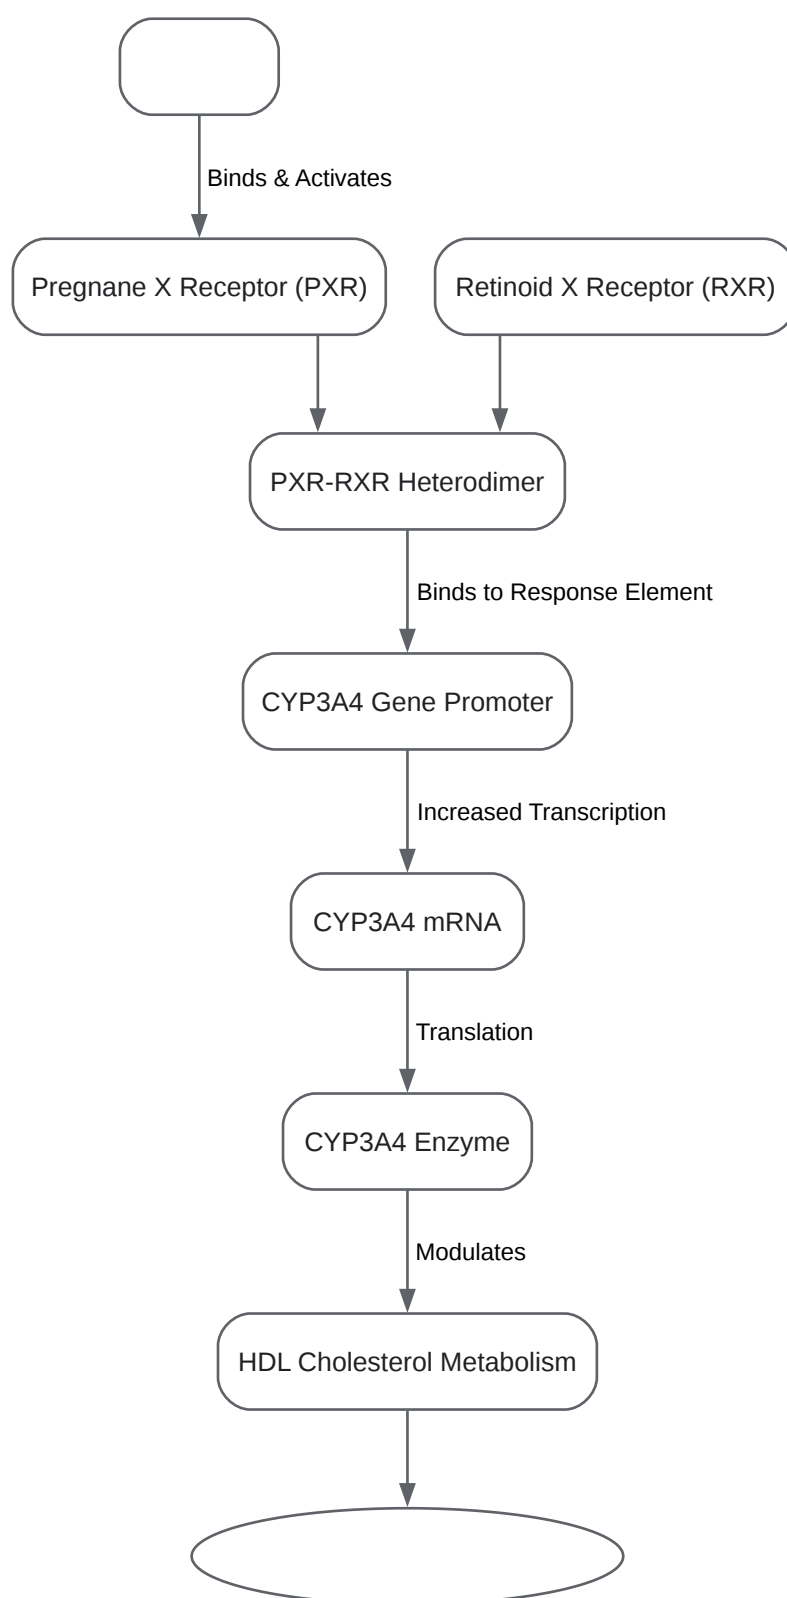 Binds & Activates
Pregnane X Receptor (PXR)
Retinoid X Receptor (RXR)
PXR-RXR Heterodimer
Binds to Response Element
CYP3A4 Gene Promoter
Increased Transcription
CYP3A4 mRNA
Translation
CYP3A4 Enzyme
Modulates
HDL Cholesterol Metabolism